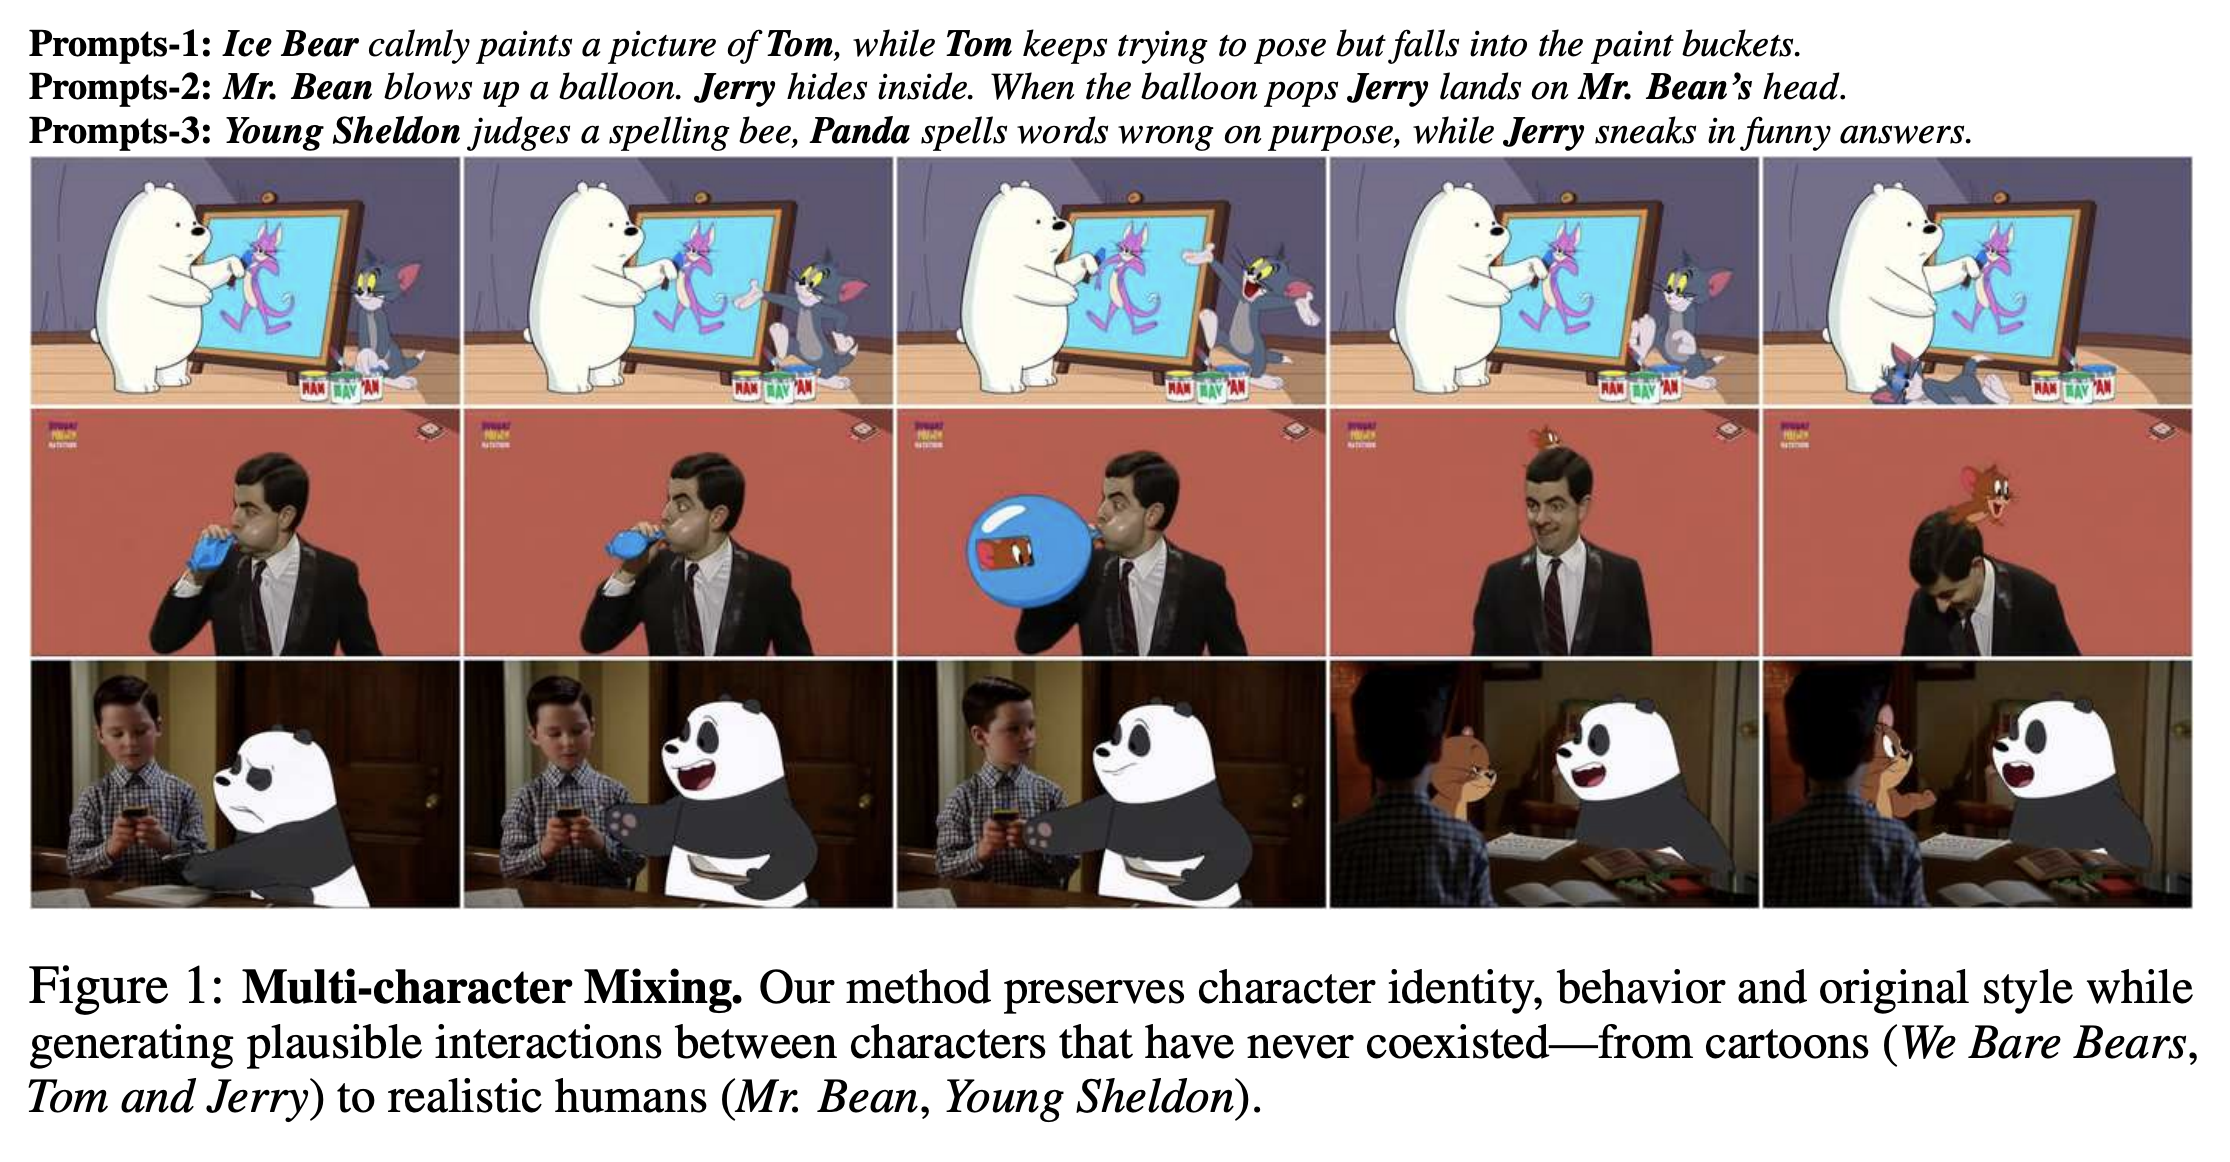 Prompts-1: Ice Bear calmly paints a picture of Tom, while Tom keeps trying to pose but falls into the paint buckets.
Prompts-2: Mr. Bean blows up a balloon. Jerry hides inside. When the balloon pops Jerry lands on Mr. Bean's head.
Prompts-3: Young Sheldon judges a spelling bee, Panda spells words wrong on purpose, while Jerry sneaks in funny answers.
Figure 1: Multi-character Mixing. Our method preserves character identity, behavior and original style while
generating plausible interactions between characters that have never coexisted—from cartoons (We Bare Bears,
Tom and Jerry) to realistic humans (Mr. Bean, Young Sheldon).